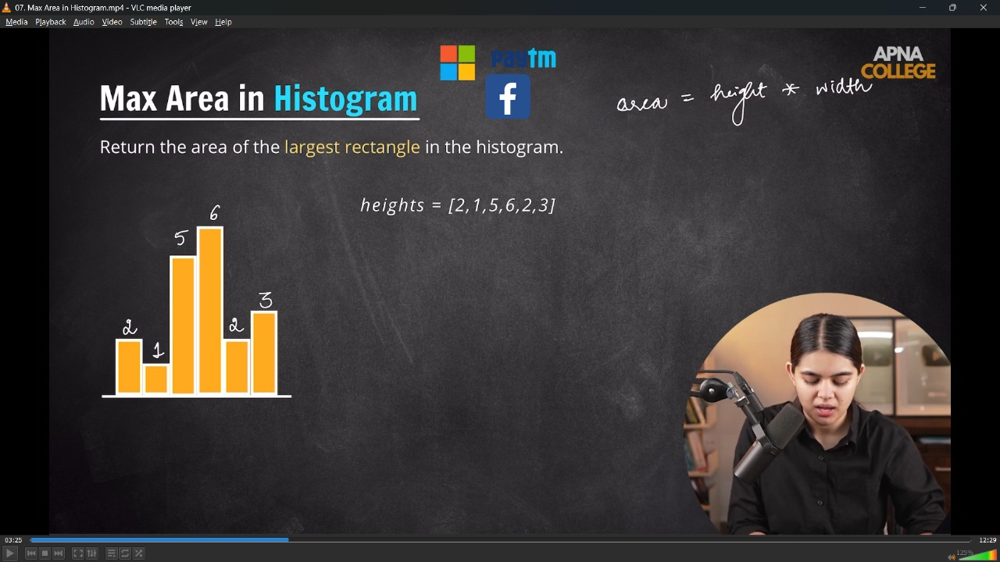 07. Max Area in Histogram.mp4 - VLC media player
Media Playback Audio Video Subtitle Tools View Help
paytm
APNA
COLLEGE
Max Area in Histogram
f
area = height * width
Return the area of the largest rectangle in the histogram.
heights = [2,1,5,6,2,3]
6
5
3
2
2
1
03:25
12:29
125%